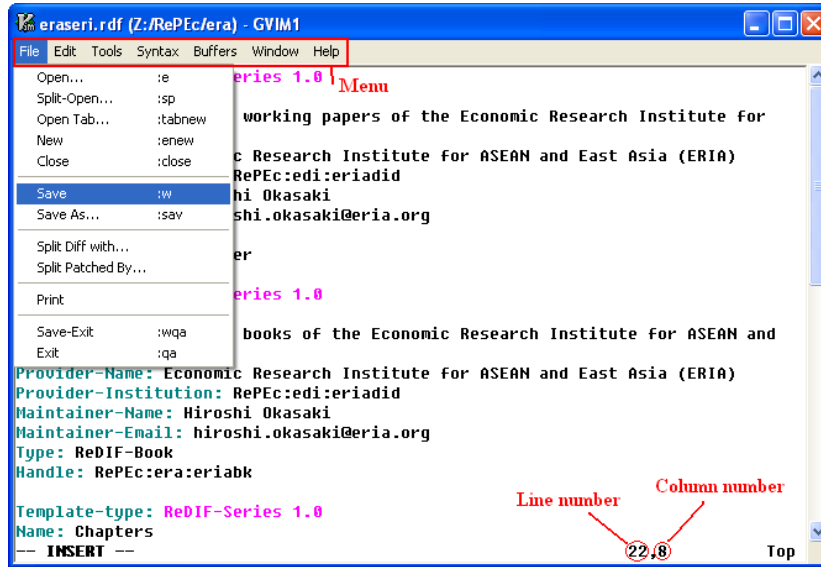 eraseri.rdf (Z:/RePEc/era) - GVIM1
File Edit Tools Syntax Buffers Window Help
Open... :e
Split-Open... :sp
Open Tab... :tabnew
New :enew
Close :close
Save :w
Save As... :sav
Split Diff with...
Split Patched By...
Print
Save-Exit :wqa
Exit :qa
eries 1.0
Menu
working papers of the Economic Research Institute for
c Research Institute for ASEAN and East Asia (ERIA)
RePEc:edi:eriadid
hi Okasaki
shi.okasaki@eria.org
er
eries 1.0
books of the Economic Research Institute for ASEAN and
Provider-Name: Economic Research Institute for ASEAN and East Asia (ERIA)
Provider-Institution: RePEc:edi:eriadid
Maintainer-Name: Hiroshi Okasaki
Maintainer-Email: hiroshi.okasaki@eria.org
Type: ReDIF-Book
Handle: RePEc:era:eriabk
Line number
Column number
Template-type: ReDIF-Series 1.0
Name: Chapters
-- INSERT -- 22,8 Top